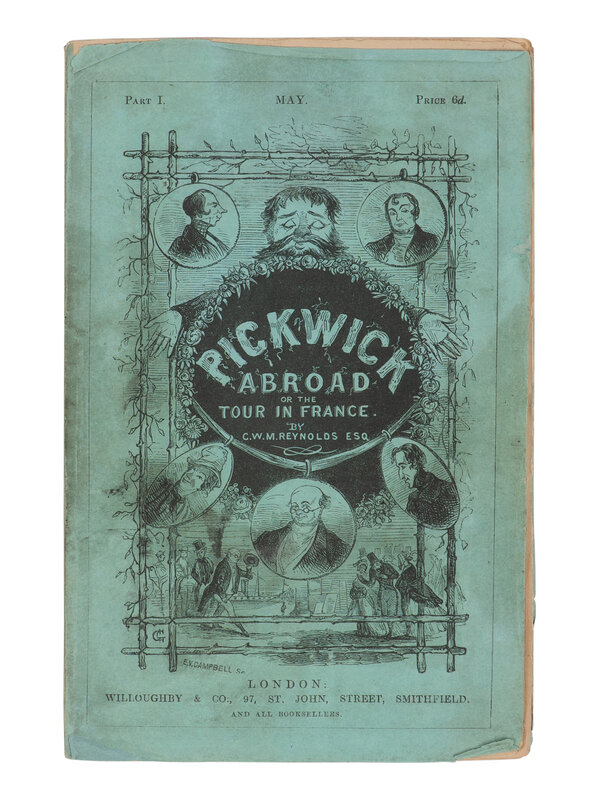 PART I. MAY. PRICE 6d.
PICKWICK
ABROAD
OR THE
TOUR IN FRANCE.
BY
G.W.M. REYNOLDS ESQ
E.V.CAMPBELL Sc
LONDON:
WILLOUGHBY & CO., 97, ST. JOHN, STREET, SMITHFIELD.
AND ALL BOOKSELLERS.